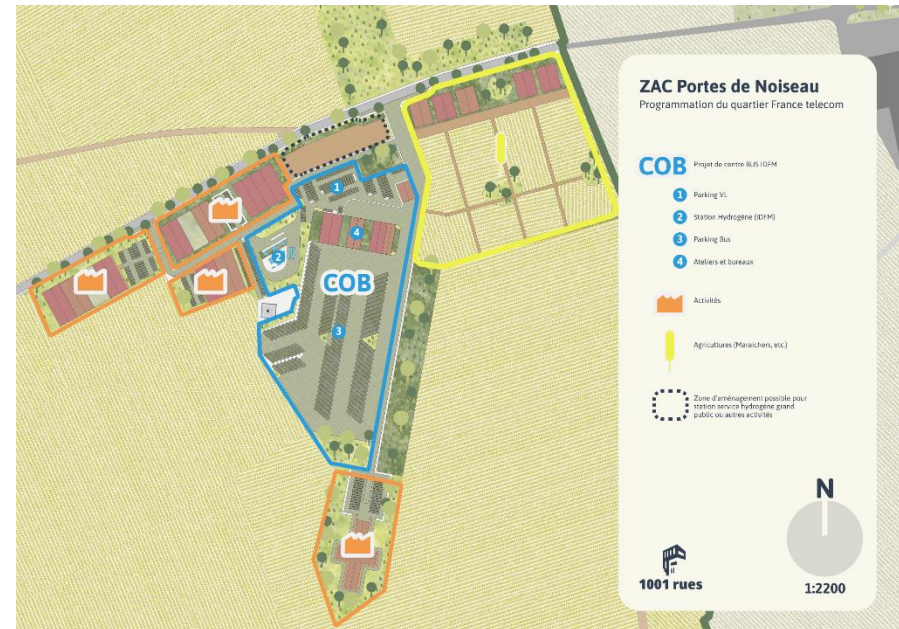 ZAC Portes de Noiseau
Programmation du quartier France telecom
COB Projet de centre BUS IDFM
1 Parking VL
2 Station Hydrogène (IDFM)
3 Parking Bus
4 Ateliers et bureaux
Activités
Agricultures (Maraichers, etc.)
Zone d'aménagement possible pour
station service hydrogène grand
public ou autres activités
N
1001 rues
1:2200
1
4
2
COB
3